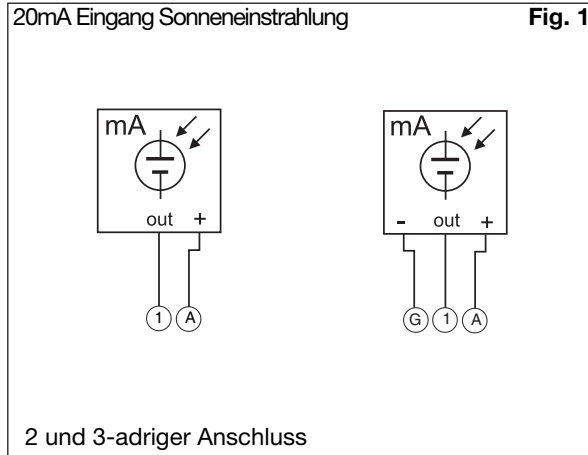 20mA Eingang Sonneneinstrahlung Fig. 1
mA mA
out + - out +
1 A G 1 A
2 und 3-adriger Anschluss